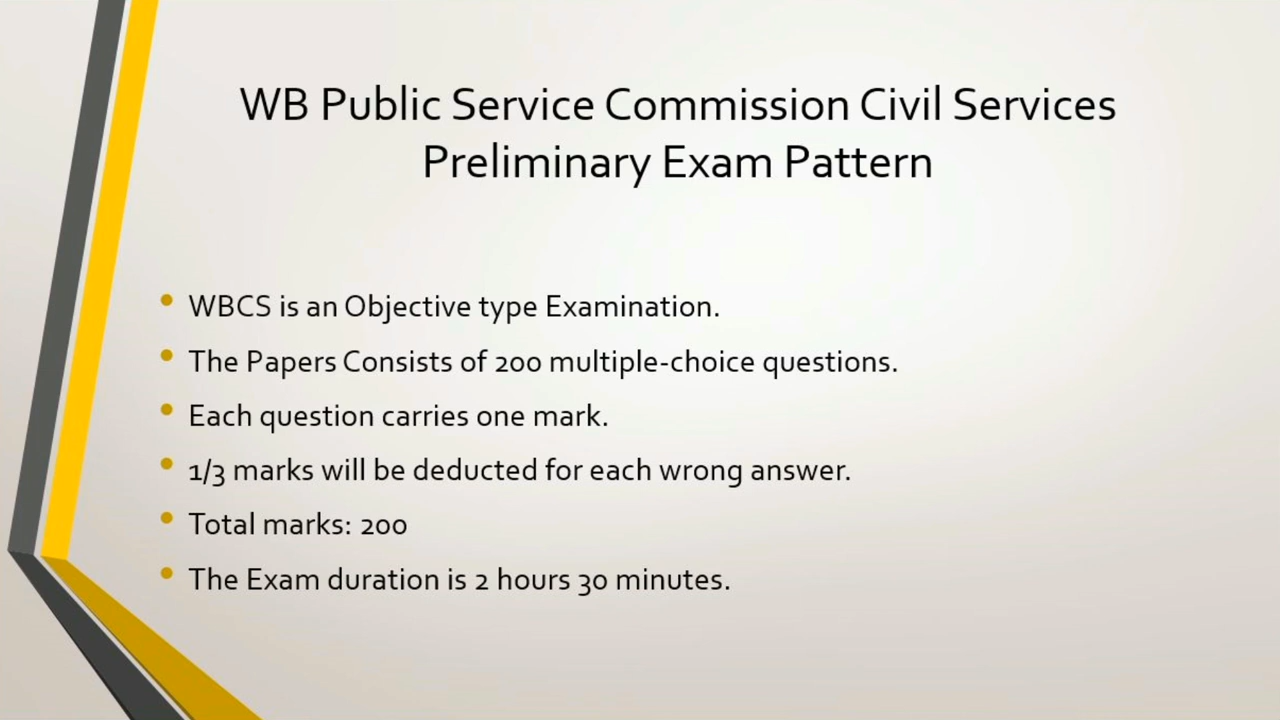 WB Public Service Commission Civil Services
Preliminary Exam Pattern
• WBCS is an Objective type Examination.
• The Papers Consists of 200 multiple-choice questions.
• Each question carries one mark.
• 1/3 marks will be deducted for each wrong answer.
• Total marks: 200
• The Exam duration is 2 hours 30 minutes.